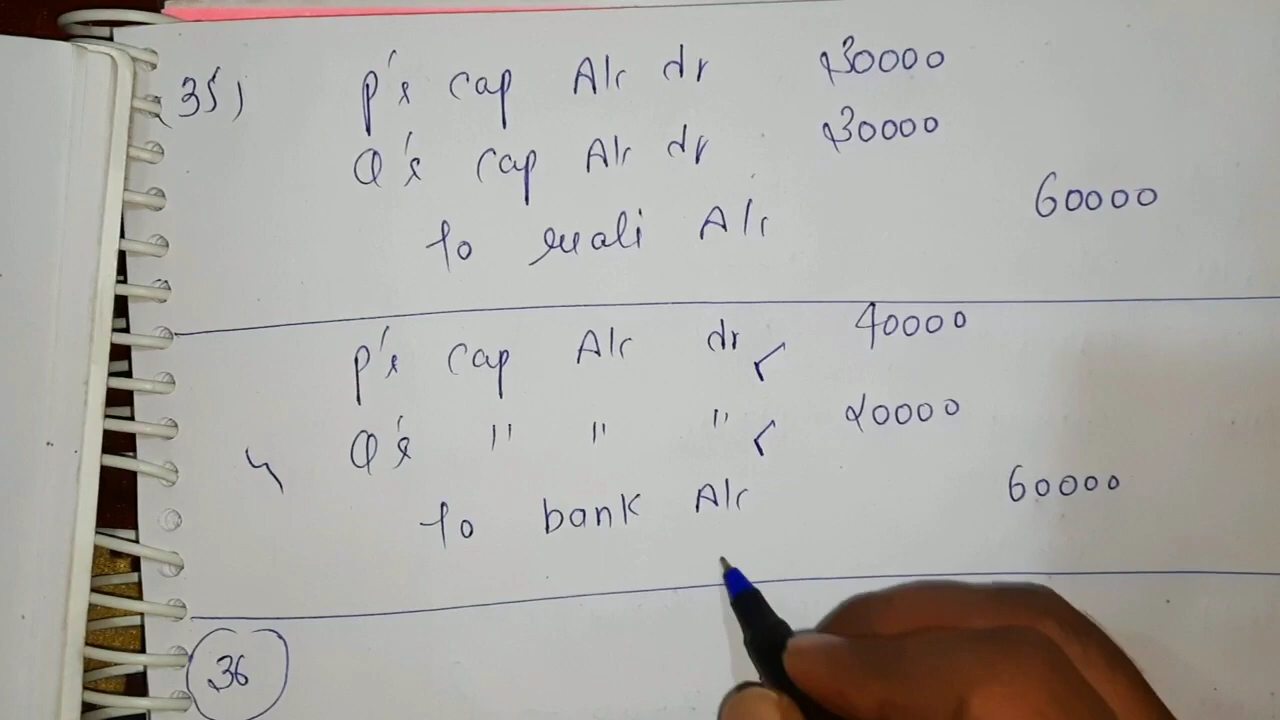 (35) P's cap A/c dr 30000
Q's cap A/c dr 30000
To reali A/c 60000
P's cap A/c dr 40000
Q's " " " 20000
To bank A/c 60000
36